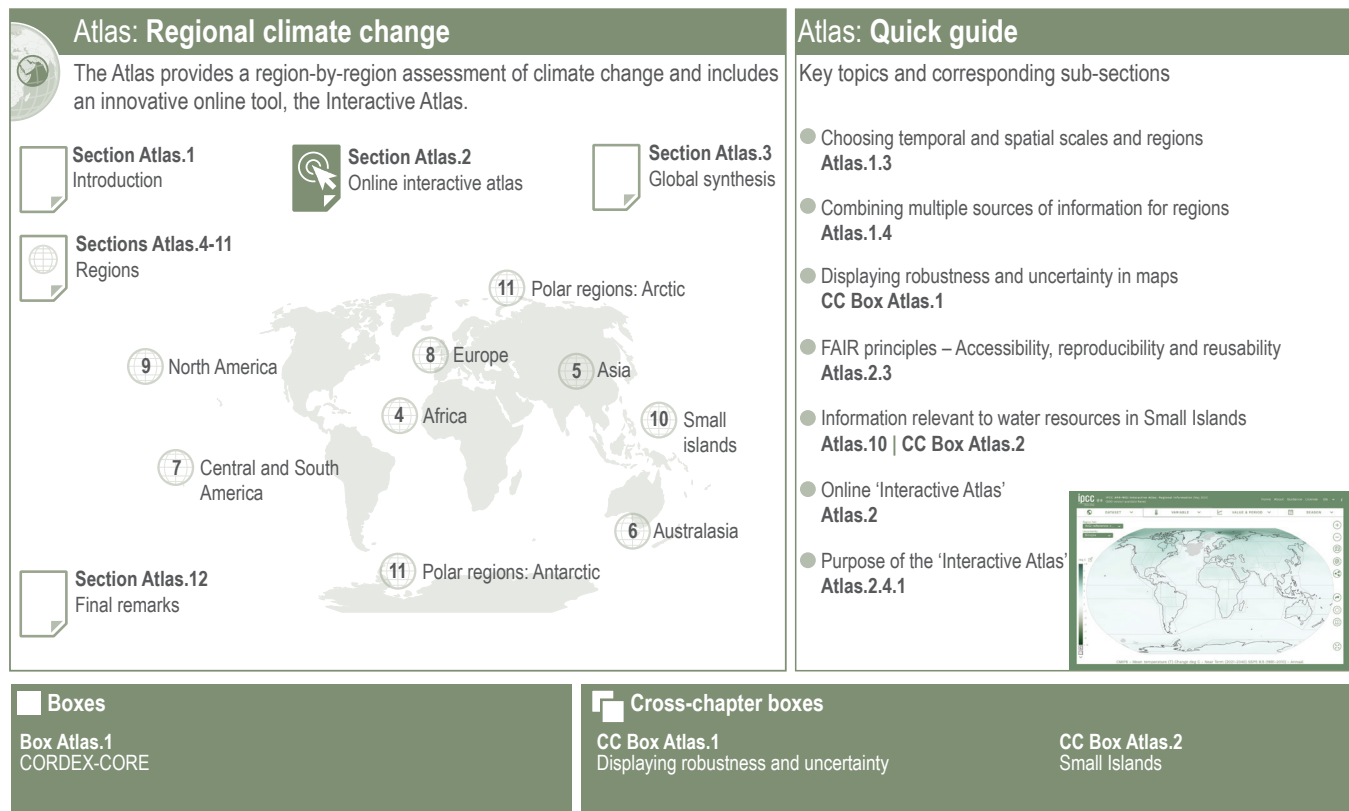 Atlas: Regional climate change
The Atlas provides a region-by-region assessment of climate change and includes
an innovative online tool, the Interactive Atlas.
Section Atlas.1
Introduction
Section Atlas.2
Online interactive atlas
Section Atlas.3
Global synthesis
Sections Atlas.4-11
Regions
11 Polar regions: Arctic
9 North America
8 Europe
5 Asia
4 Africa
10 Small
islands
7 Central and South
America
6 Australasia
11 Polar regions: Antarctic
Section Atlas.12
Final remarks
Atlas: Quick guide
Key topics and corresponding sub-sections
Choosing temporal and spatial scales and regions
Atlas.1.3
Combining multiple sources of information for regions
Atlas.1.4
Displaying robustness and uncertainty in maps
CC Box Atlas.1
FAIR principles – Accessibility, reproducibility and reusability
Atlas.2.3
Information relevant to water resources in Small Islands
Atlas.10 | CC Box Atlas.2
Online ‘Interactive Atlas’
Atlas.2
Purpose of the ‘Interactive Atlas’
Atlas.2.4.1
ipcc
DATASET
VARIABLE
VALUE & PERIOD
SEASON
Boxes
Box Atlas.1
CORDEX-CORE
Cross-chapter boxes
CC Box Atlas.1
Displaying robustness and uncertainty
CC Box Atlas.2
Small Islands